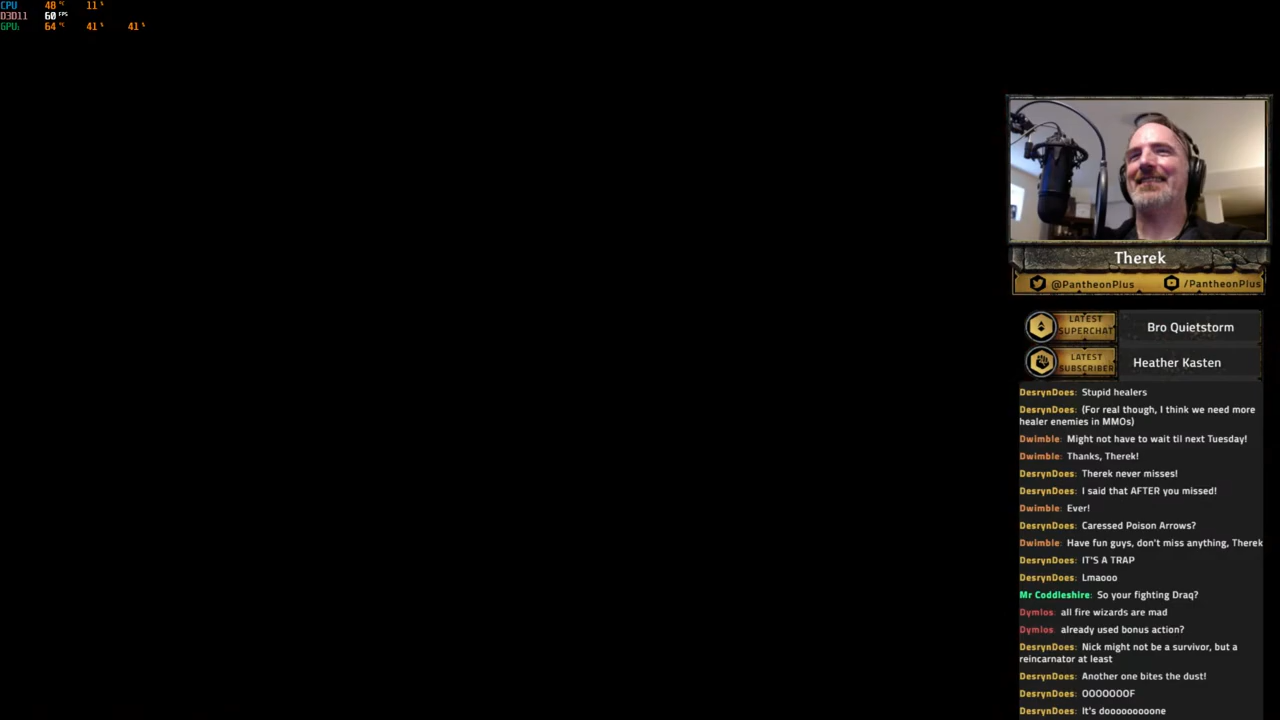 CPU 48 °C 11 %
D3D11 60 FPS
GPU: 64 °C 41 % 41 %
Therek
@PantheonPlus /PantheonPlus
LATEST SUPERCHAT Bro Quietstorm
LATEST SUBSCRIBER Heather Kasten
DesrynDoes: Stupid healers
DesrynDoes: (For real though, I think we need more
healer enemies in MMOs)
Dwimble: Might not have to wait til next Tuesday!
Dwimble: Thanks, Therek!
DesrynDoes: Therek never misses!
DesrynDoes: I said that AFTER you missed!
Dwimble: Ever!
DesrynDoes: Caressed Poison Arrows?
Dwimble: Have fun guys, don't miss anything, Therek
DesrynDoes: IT'S A TRAP
DesrynDoes: Lmaooo
Mr Coddleshire: So your fighting Draq?
Dymlos: all fire wizards are mad
Dymlos: already used bonus action?
DesrynDoes: Nick might not be a survivor, but a
reincarnator at least
DesrynDoes: Another one bites the dust!
DesrynDoes: OOOOOOOF
DesrynDoes: It's dooooooooone